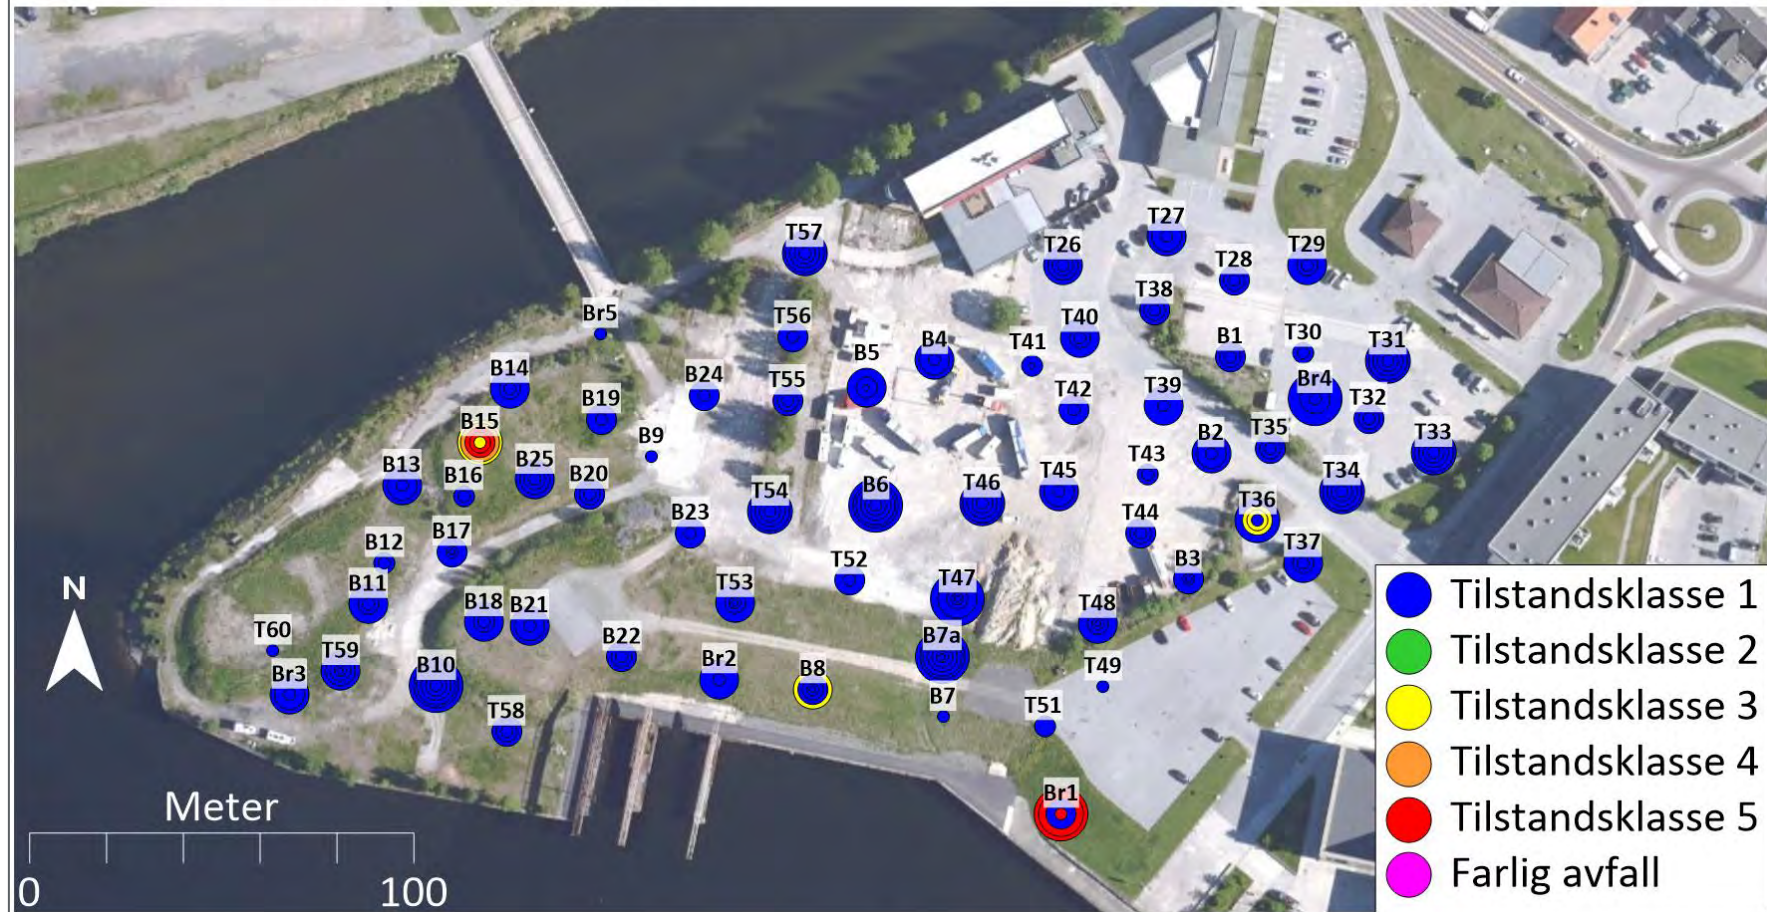 T27
T57
T26
T28
T29
T38
Br5
T56
T40
B4
T41
B1
T30
T31
B14
B5
B24
T55
Br4
B19
T42
T39
T32
B15
B9
B2
T35
T33
B13
B16
B25
B20
T43
T45
T34
T54
B6
T46
T36
B17
B23
T44
B12
T52
B3
T37
B11
T53
T47
N
B18
B21
T48
Tilstandsklasse 1
T60
B22
B7a
T59
Br3
B10
Br2
B8
T49
Tilstandsklasse 2
B7
T58
T51
Tilstandsklasse 3
Tilstandsklasse 4
Br1
Meter
Tilstandsklasse 5
0 100
Farlig avfall